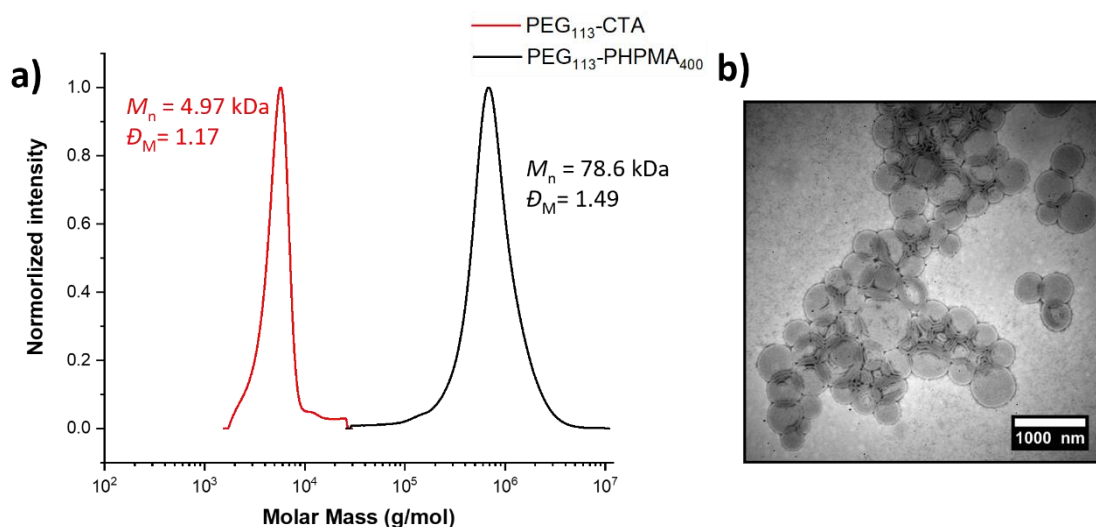 PEG113-CTA
PEG113-PHPMA400
a)
b)
Mn = 4.97 kDa
ĐM= 1.17
Mn = 78.6 kDa
ĐM= 1.49
1.0
0.8
0.6
0.4
0.2
0.0
Normorlized intensity
10^2
10^3
10^4
10^5
10^6
10^7
Molar Mass (g/mol)
1000 nm